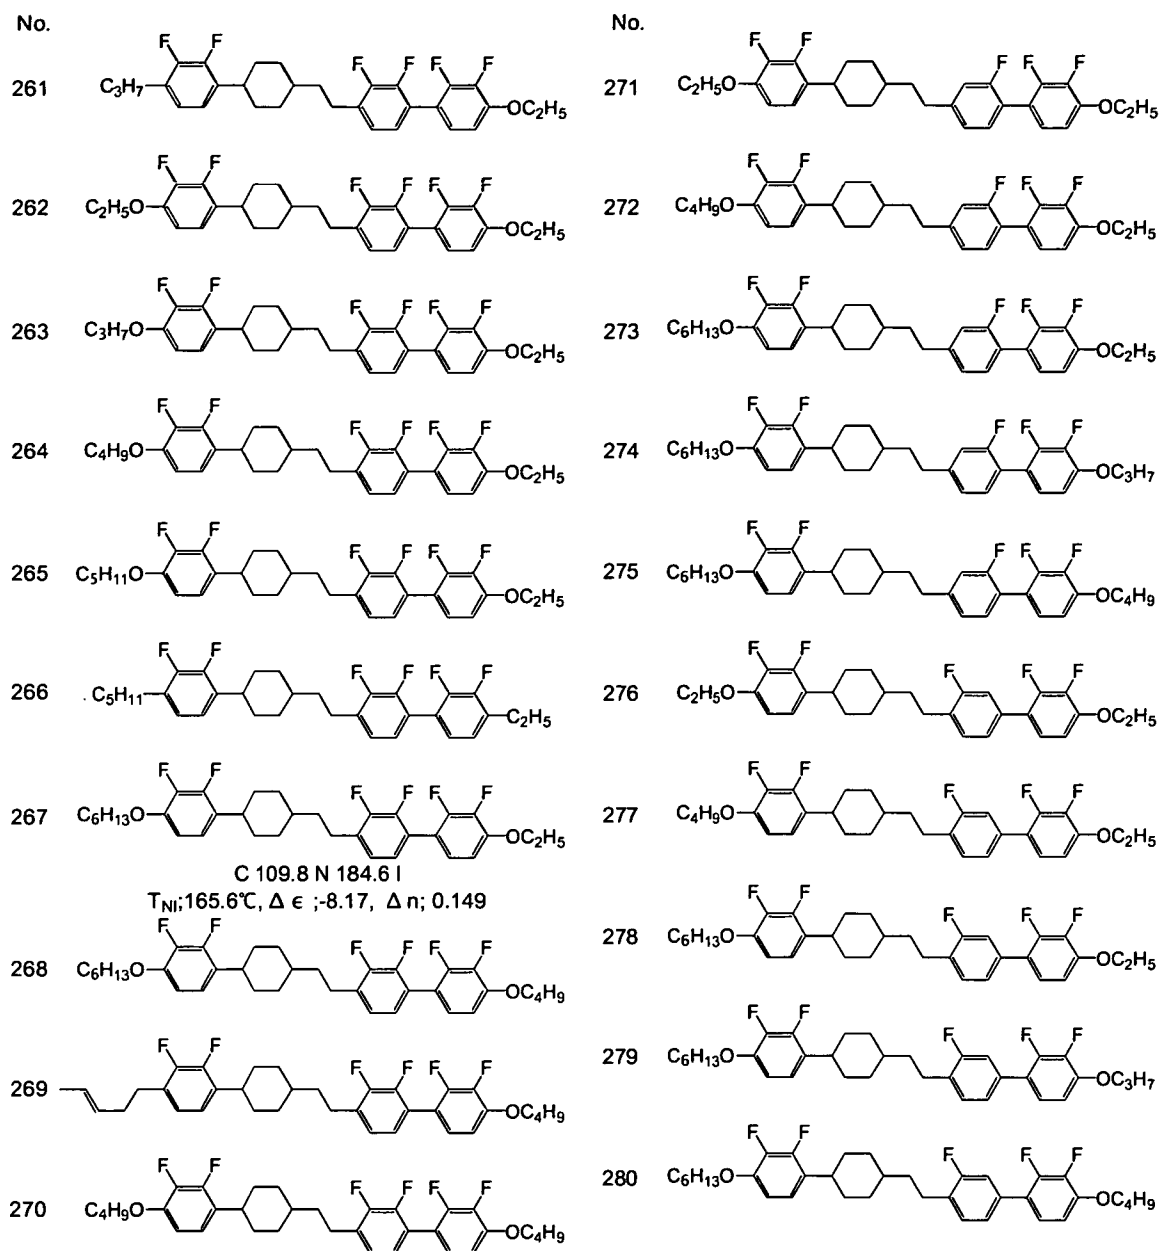 No.
F F F F F F
261 C₃H₇ OC₂H₅
F F F F F F
262 C₂H₅O OC₂H₅
F F F F F F
263 C₃H₇O OC₂H₅
F F F F F F
264 C₄H₉O OC₂H₅
F F F F F F
265 C₅H₁₁O OC₂H₅
F F F F F F
266 C₅H₁₁ C₂H₅
F F F F F F
267 C₆H₁₃O OC₂H₅
C 109.8 N 184.6 I
T_NI;165.6℃, Δ ε ;-8.17, Δ n; 0.149
F F F F F F
268 C₆H₁₃O OC₄H₉
F F F F F F
269 OC₄H₉
F F F F F F
270 C₄H₉O OC₄H₉
No.
F F F F F
271 C₂H₅O OC₂H₅
F F F F F
272 C₄H₉O OC₂H₅
F F F F F
273 C₆H₁₃O OC₂H₅
F F F F F
274 C₆H₁₃O OC₃H₇
F F F F F
275 C₆H₁₃O OC₄H₉
F F F F F
276 C₂H₅O OC₂H₅
F F F F F
277 C₄H₉O OC₂H₅
F F F F F
278 C₆H₁₃O OC₂H₅
F F F F F
279 C₆H₁₃O OC₃H₇
F F F F F
280 C₆H₁₃O OC₄H₉